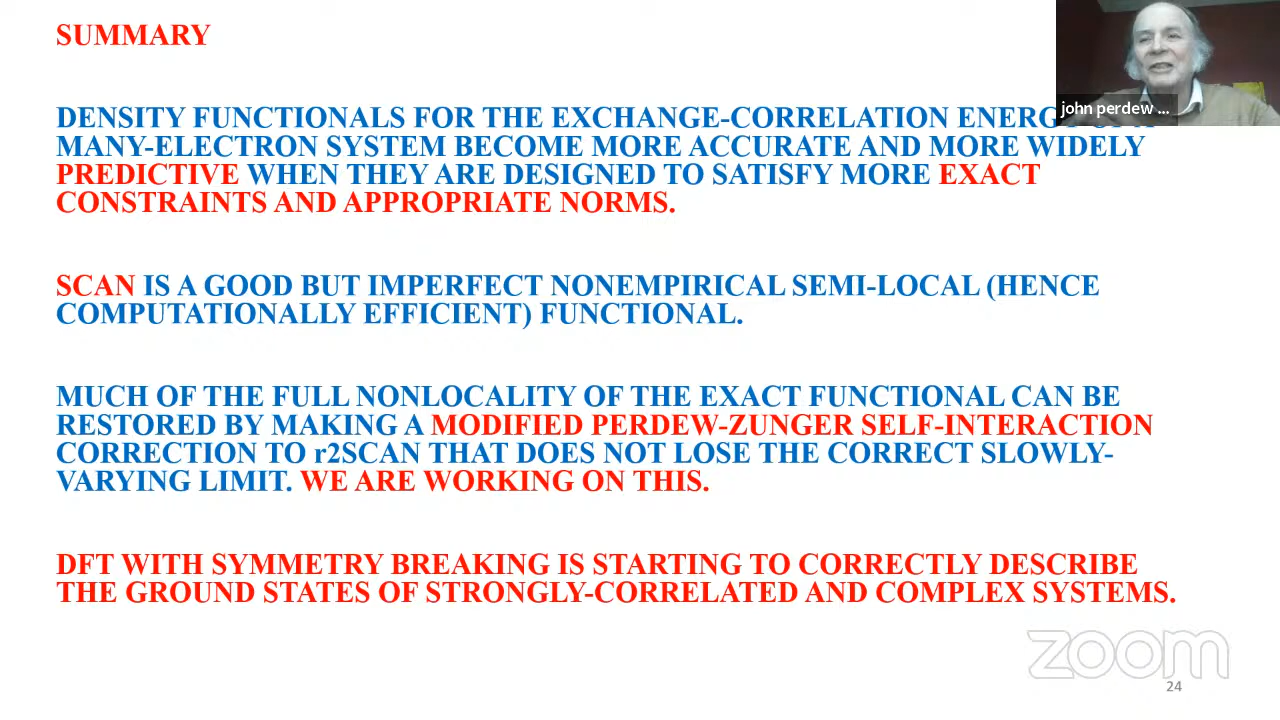 SUMMARY
john perdew ...
DENSITY FUNCTIONALS FOR THE EXCHANGE-CORRELATION ENERGY
MANY-ELECTRON SYSTEM BECOME MORE ACCURATE AND MORE WIDELY
PREDICTIVE WHEN THEY ARE DESIGNED TO SATISFY MORE EXACT
CONSTRAINTS AND APPROPRIATE NORMS.
SCAN IS A GOOD BUT IMPERFECT NONEMPIRICAL SEMI-LOCAL (HENCE
COMPUTATIONALLY EFFICIENT) FUNCTIONAL.
MUCH OF THE FULL NONLOCALITY OF THE EXACT FUNCTIONAL CAN BE
RESTORED BY MAKING A MODIFIED PERDEW-ZUNGER SELF-INTERACTION
CORRECTION TO r2SCAN THAT DOES NOT LOSE THE CORRECT SLOWLY-
VARYING LIMIT. WE ARE WORKING ON THIS.
DFT WITH SYMMETRY BREAKING IS STARTING TO CORRECTLY DESCRIBE
THE GROUND STATES OF STRONGLY-CORRELATED AND COMPLEX SYSTEMS.
zoom
24